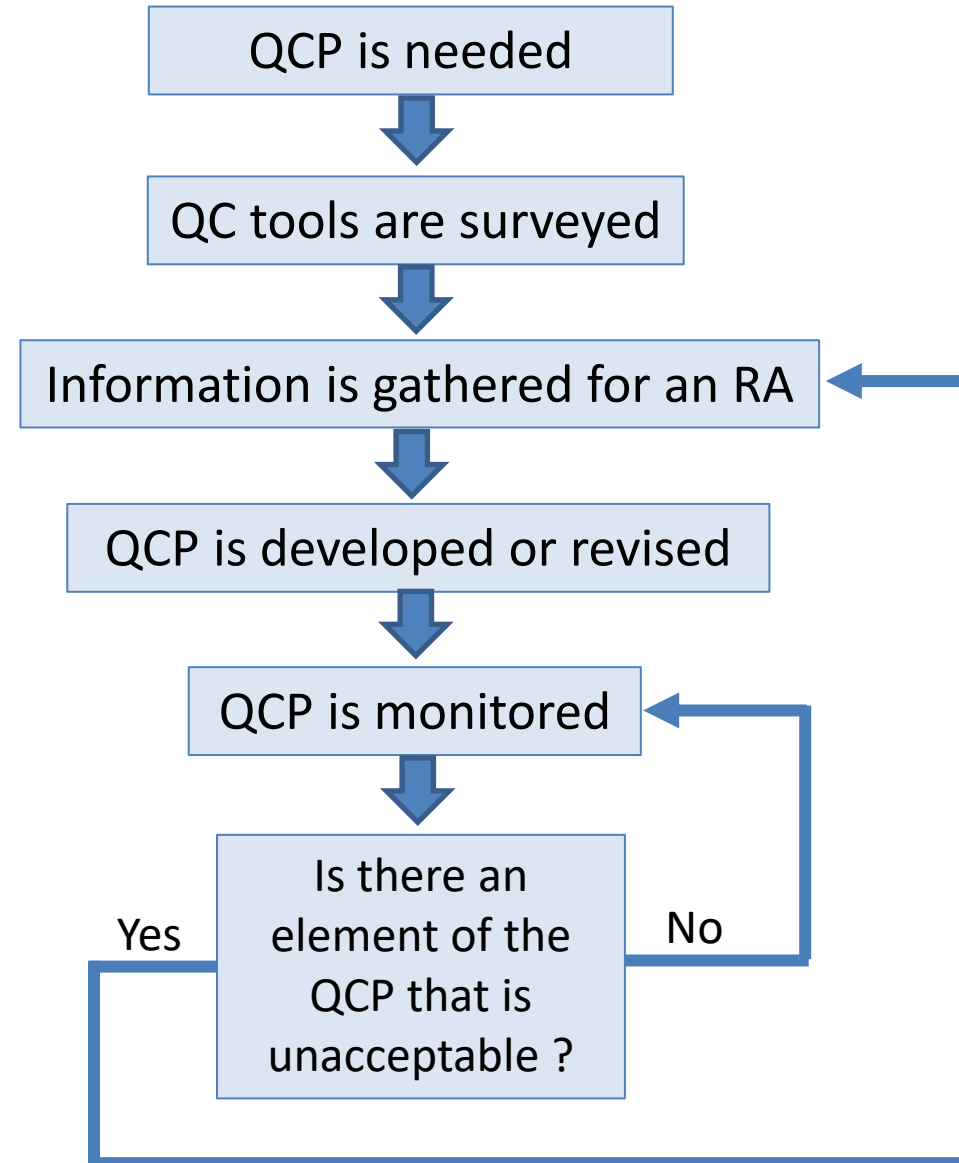 QCP is needed
QC tools are surveyed
Information is gathered for an RA
QCP is developed or revised
QCP is monitored
Is there an
element of the
QCP that is
unacceptable ?
Yes
No